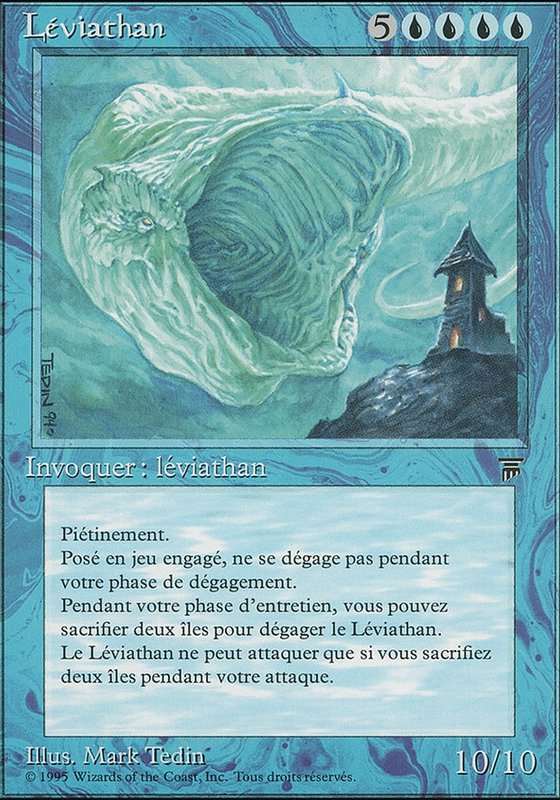 Léviathan
5
TEDIN 94
Invoquer : léviathan
Piétinement.
Posé en jeu engagé, ne se dégage pas pendant
votre phase de dégagement.
Pendant votre phase d'entretien, vous pouvez
sacrifier deux îles pour dégager le Léviathan.
Le Léviathan ne peut attaquer que si vous sacrifiez
deux îles pendant votre attaque.
Illus. Mark Tedin
10/10
© 1995 Wizards of the Coast, Inc. Tous droits réservés.